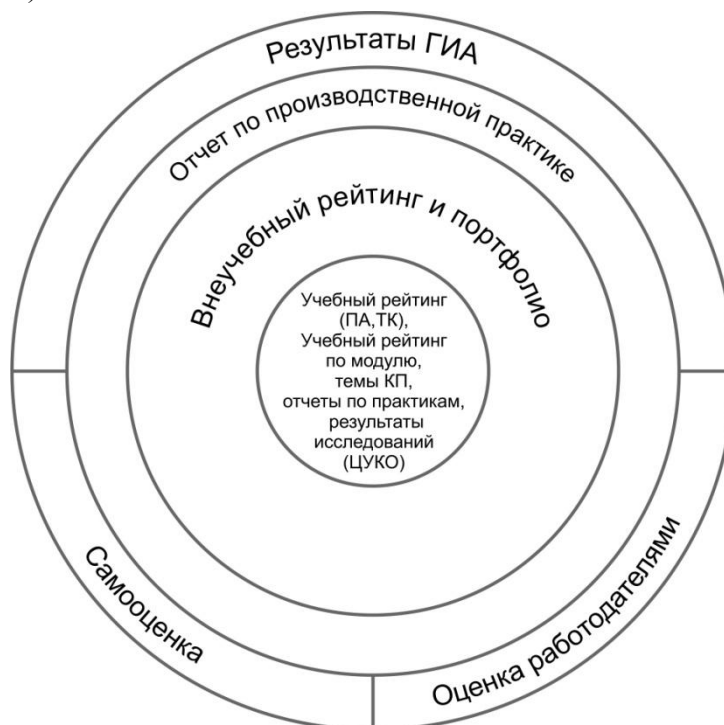 Результаты ГИА
Отчет по производственной практике
Внеучебный рейтинг и портфолио
Учебный рейтинг
(ПА,ТК),
Учебный рейтинг
по модулю,
темы КП,
отчеты по практикам,
результаты
исследований
(ЦУКО)
Самооценка
Оценка работодателями